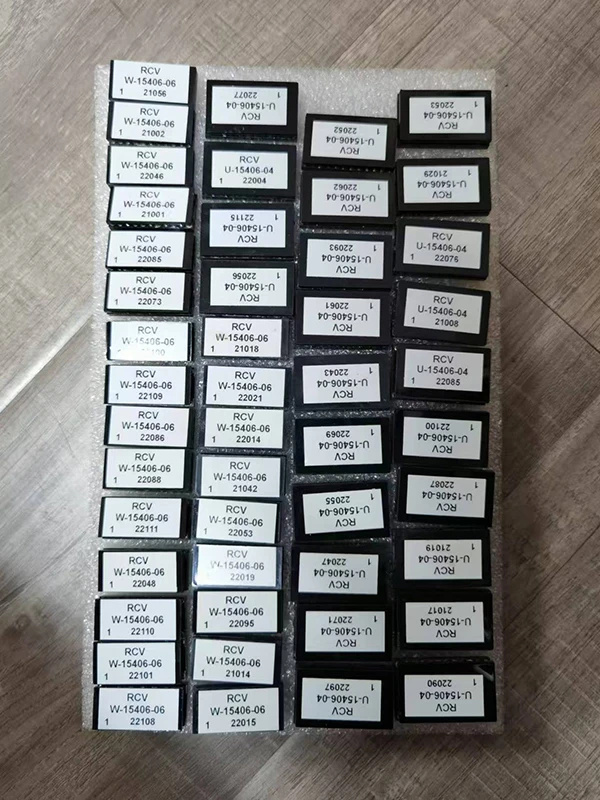 RCV
W-15406-06
1 21056
RCV
W-15406-06
1 21002
RCV
W-15406-06
1 22046
RCV
W-15406-06
1 21001
RCV
W-15406-06
1 22085
RCV
W-15406-06
1 22073
RCV
W-15406-06
RCV
W-15406-06
1 22109
RCV
W-15406-06
1 22086
RCV
W-15406-06
1 22088
RCV
W-15406-06
1 22111
RCV
W-15406-06
1 22048
RCV
W-15406-06
1 22110
RCV
W-15406-06
1 22101
RCV
W-15406-06
1 22108
RCV
U-15406-04
1 22077
RCV
U-15406-04
1 22004
RCV
U-15406-04
1 22115
RCV
U-15406-04
1 22056
RCV
W-15406-06
1 21018
RCV
W-15406-06
1 22021
RCV
W-15406-06
1 22014
RCV
W-15406-06
1 21042
RCV
W-15406-06
1 22053
RCV
W-15406-06
22019
RCV
W-15406-06
1 22095
RCV
W-15406-06
1 21014
RCV
W-15406-06
1 22015
RCV
U-15406-04
1 22052
RCV
U-15406-04
1 22062
RCV
U-15406-04
1 22093
RCV
U-15406-04
1 22061
RCV
U-15406-04
1 22043
RCV
U-15406-04
1 22069
RCV
U-15406-04
1 22055
RCV
U-15406-04
1 22047
RCV
U-15406-04
1 22071
RCV
U-15406-04
1 22097
RCV
U-15406-04
1 22053
RCV
U-15406-04
1 21029
RCV
U-15406-04
1 22076
RCV
U-15406-04
1 21008
RCV
U-15406-04
1 22085
RCV
U-15406-04
1 22100
RCV
U-15406-04
1 22087
RCV
U-15406-04
1 21019
RCV
U-15406-04
1 21017
RCV
U-15406-04
1 22090